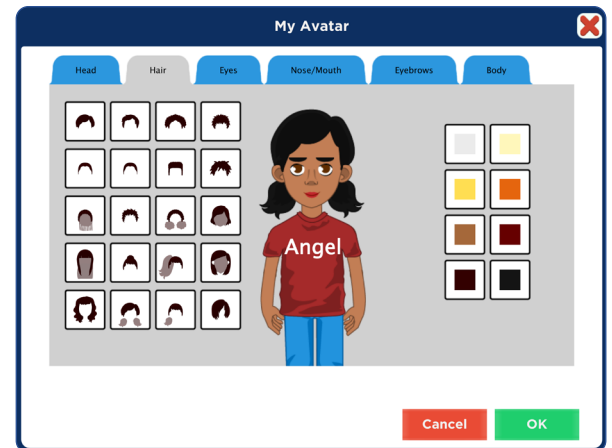 My Avatar
Head Hair Eyes Nose/Mouth Eyebrows Body
Angel
Cancel OK